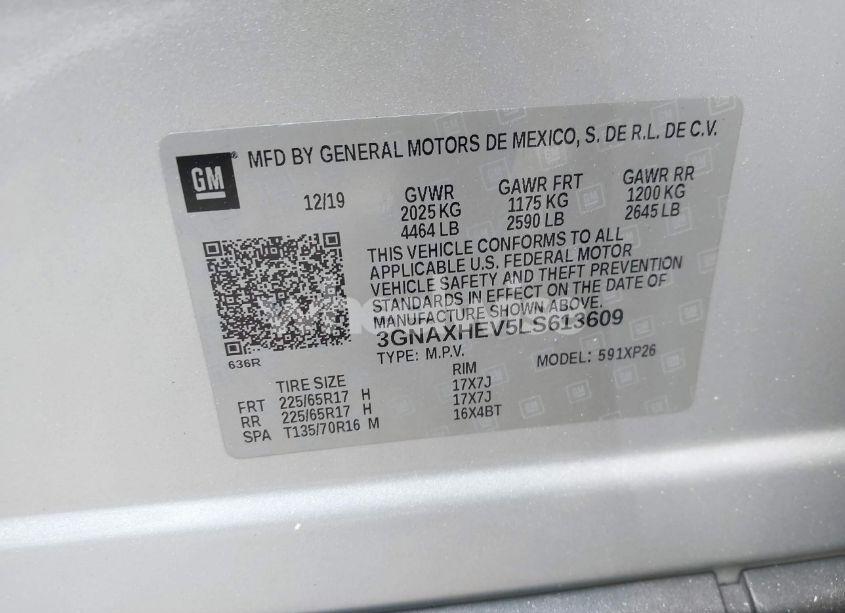 GM
® MFD BY GENERAL MOTORS DE MEXICO, S. DE R.L. DE C.V.
12/19
GVWR GAWR FRT GAWR RR
2025 KG 1175 KG 1200 KG
4464 LB 2590 LB 2645 LB
THIS VEHICLE CONFORMS TO ALL
APPLICABLE U.S. FEDERAL MOTOR
VEHICLE SAFETY AND THEFT PREVENTION
STANDARDS IN EFFECT ON THE DATE OF
MANUFACTURE SHOWN ABOVE.
3GNAXHEV5LS613609
TYPE: M.P.V. MODEL: 591XP26
636R
TIRE SIZE RIM
FRT 225/65R17 H 17X7J
RR 225/65R17 H 17X7J
SPA T135/70R16 M 16X4BT